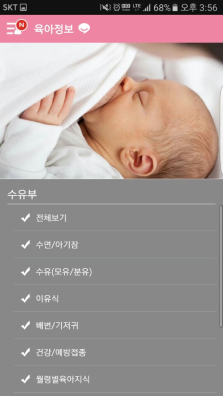 SKT 68% 오후 3:56
N 육아정보
수유부
전체보기
수면/아기잠
수유(모유/분유)
이유식
배변/기저귀
건강/예방접종
월령별육아지식